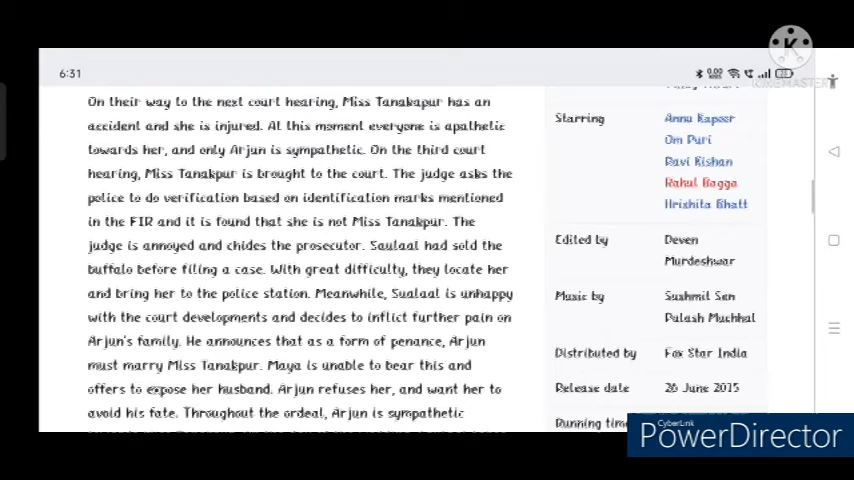 KINEMASTER
6:31
0.00
On their way to the next court hearing, Miss Tanakapur has an
accident and she is injured. At this moment everyone is apathetic
towards her, and only Arjun is sympathetic. On the third court
hearing, Miss Tanakpur is brought to the court. The judge asks the
police to do verification based on identification marks mentioned
in the FIR and it is found that she is not Miss Tanakpur. The
judge is annoyed and chides the prosecutor. Saulaal had sold the
buffalo before filing a case. With great difficulty, they locate her
and bring her to the police station. Meanwhile, Sualaal is unhappy
with the court developments and decides to inflict further pain on
Arjun's family. He announces that as a form of penance, Arjun
must marry Miss Tanakpur. Maya is unable to bear this and
offers to expose her husband. Arjun refuses her, and want her to
avoid his fate. Throughout the ordeal, Arjun is sympathetic
Starring
Annu Kapoor
Om Puri
Ravi Kishan
Rahul Bagga
Hrishita Bhatt
Edited by
Deven
Murdeshwar
Music by
Sushmit Sen
Palash Muchhal
Distributed by
Fox Star India
Release date
26 June 2015
Running time
CyberLink
PowerDirector